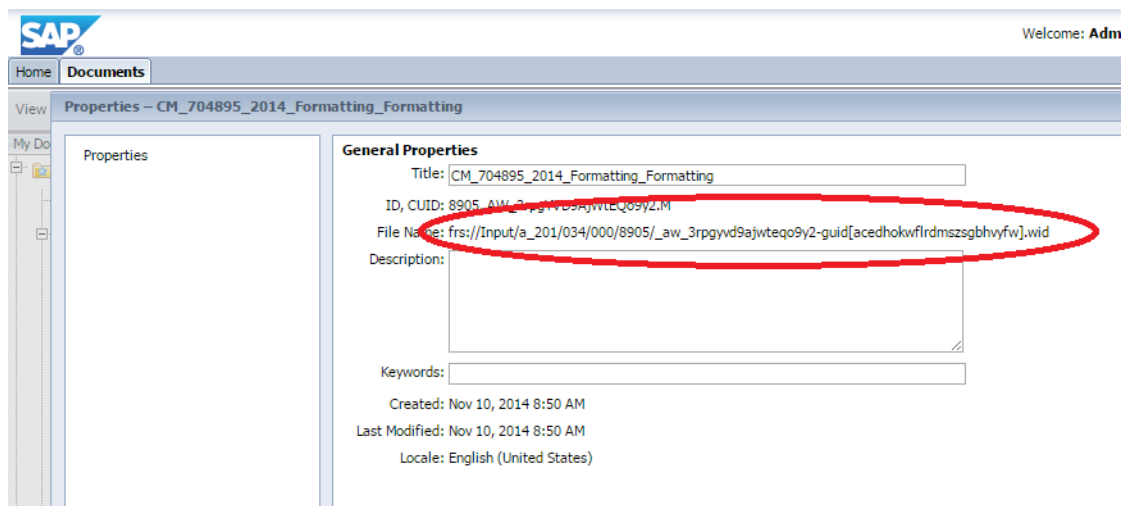 SAP®
Welcome: Adm
Home Documents
View Properties – CM_704895_2014_Formatting_Formatting
My Do
Properties
General Properties
Title: CM_704895_2014_Formatting_Formatting
ID, CUID: 8905,
File Name: frs://Input/a_201/034/000/8905/_aw_3rpgyvd9ajwteqo9y2-guid[acedhokwflrdmszsgbhvyfw].wid
Description:
Keywords:
Created: Nov 10, 2014 8:50 AM
Last Modified: Nov 10, 2014 8:50 AM
Locale: English (United States)